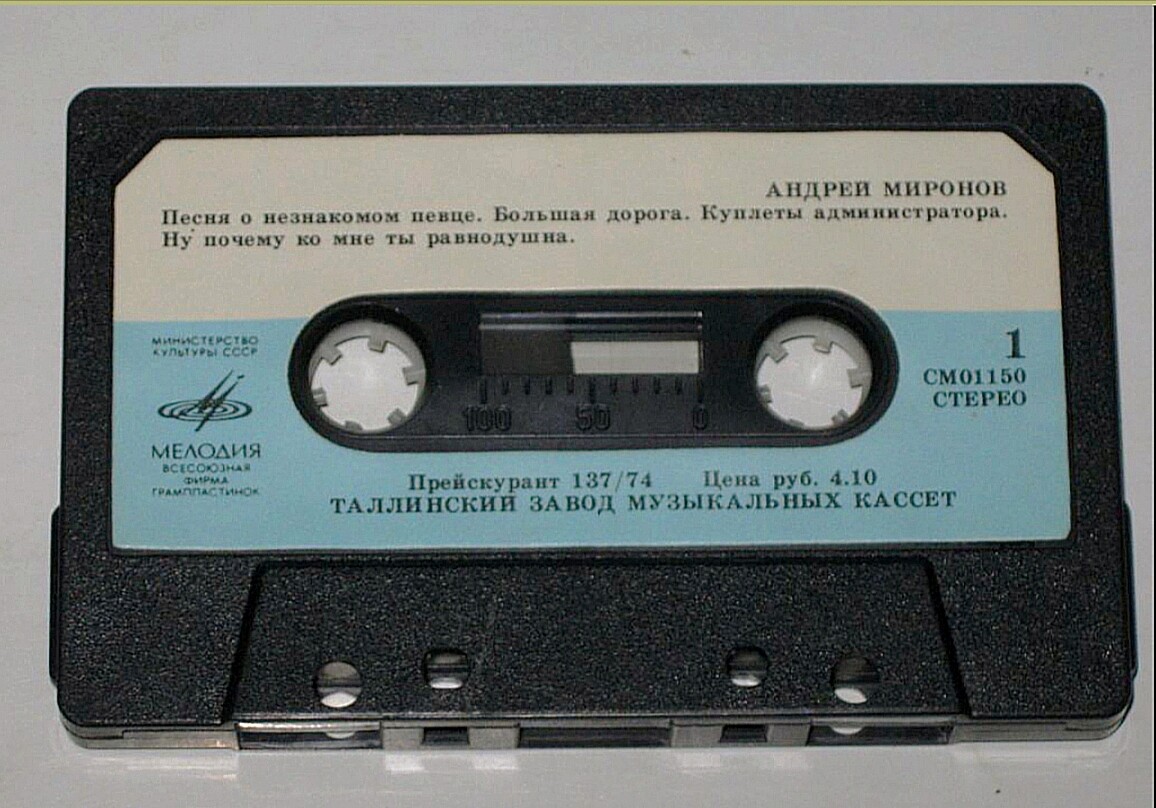 АНДРЕЙ МИРОНОВ
Песня о незнакомом певце. Большая дорога. Куплеты администратора.
Ну почему ко мне ты равнодушна.
МИНИСТЕРСТВО
КУЛЬТУРЫ СССР
МЕЛОДИЯ
ВСЕСОЮЗНАЯ
ФИРМА
ГРАМПЛАСТИНОК
100 50 0
1
СМ01150
СТЕРЕО
Прейскурант 137/74 Цена руб. 4.10
ТАЛЛИНСКИЙ ЗАВОД МУЗЫКАЛЬНЫХ КАССЕТ